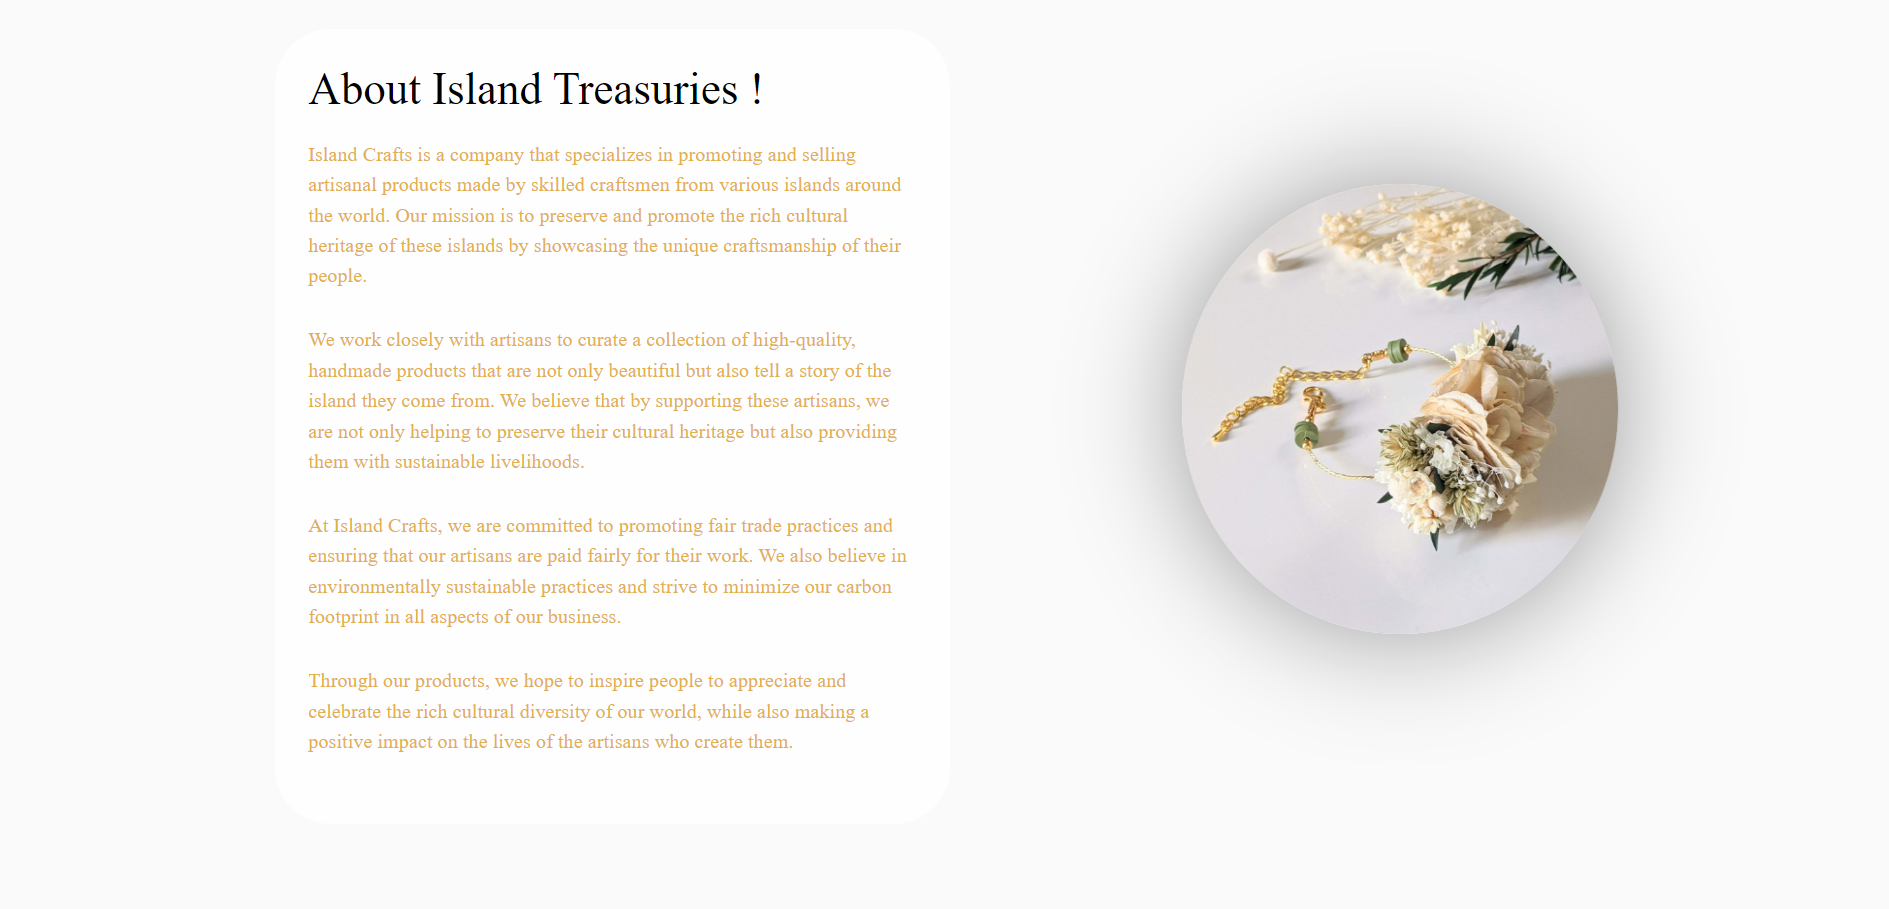 About Island Treasuries !
Island Crafts is a company that specializes in promoting and selling
artisanal products made by skilled craftsmen from various islands around
the world. Our mission is to preserve and promote the rich cultural
heritage of these islands by showcasing the unique craftsmanship of their
people.
We work closely with artisans to curate a collection of high-quality,
handmade products that are not only beautiful but also tell a story of the
island they come from. We believe that by supporting these artisans, we
are not only helping to preserve their cultural heritage but also providing
them with sustainable livelihoods.
At Island Crafts, we are committed to promoting fair trade practices and
ensuring that our artisans are paid fairly for their work. We also believe in
environmentally sustainable practices and strive to minimize our carbon
footprint in all aspects of our business.
Through our products, we hope to inspire people to appreciate and
celebrate the rich cultural diversity of our world, while also making a
positive impact on the lives of the artisans who create them.